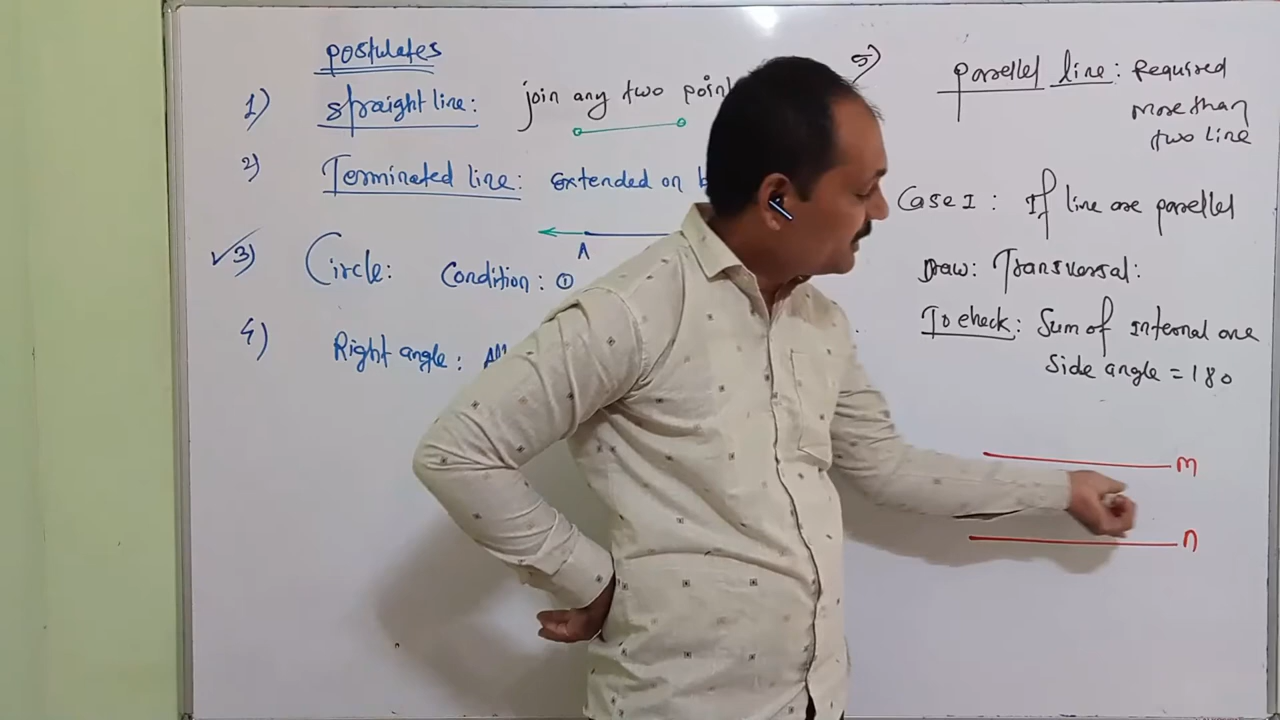 postulates
1) straight line: join any two point
2) Terminated line: extended on b
A
3) Circle: Condition: ①
4) Right angle: All
5) parellel line: Required
more than
two line
Case I: If line are parellel
Draw: Transversal:
To check: Sum of internal one
side angle = 180
m
n